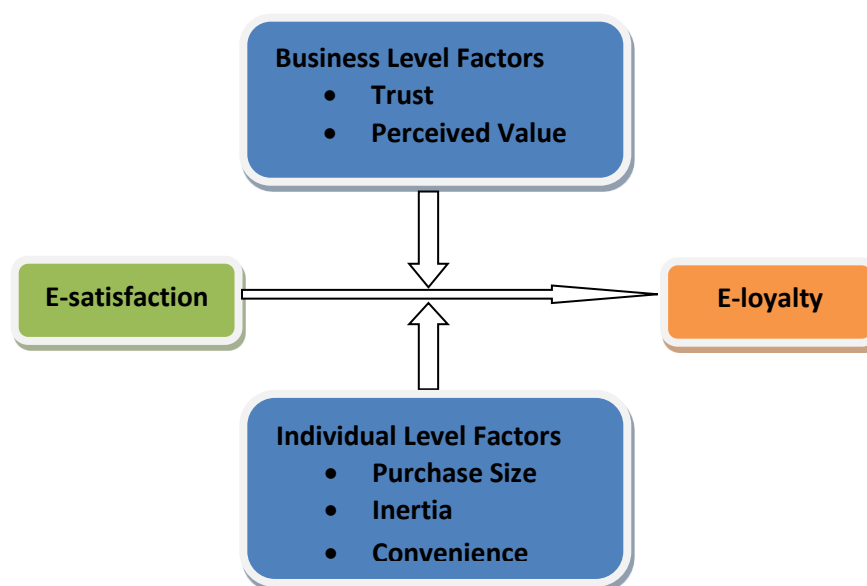 Business Level Factors
• Trust
• Perceived Value
E-satisfaction
E-loyalty
Individual Level Factors
• Purchase Size
• Inertia
• Convenience